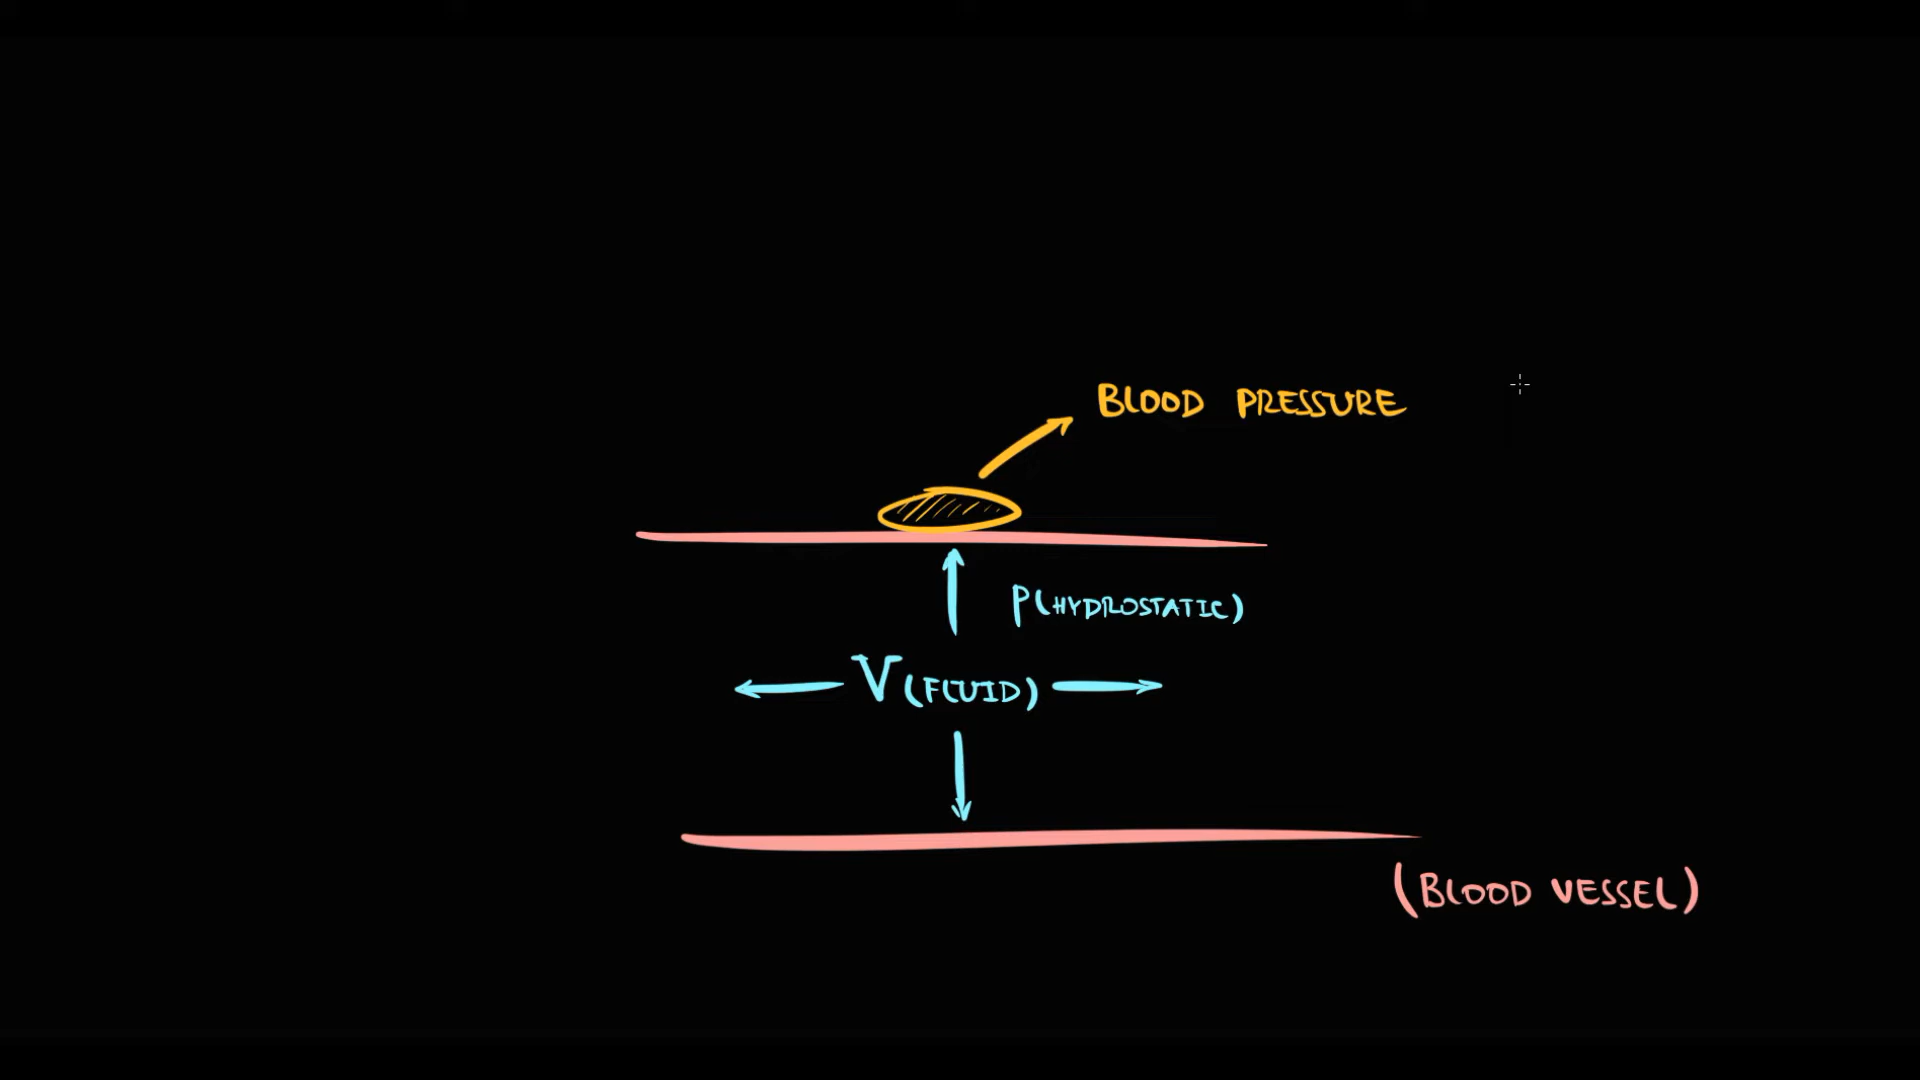 BLOOD PRESSURE
P(HYDROSTATIC)
V(FLUID)
(BLOOD VESSEL)